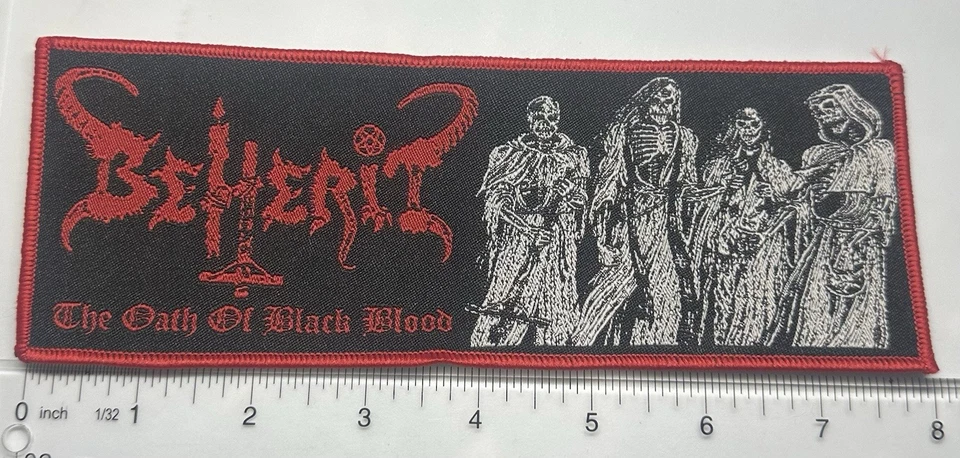 BEHERIT
The Oath Of Black Blood
0 inch 1/32 1 2 3 4 5 6 7 8